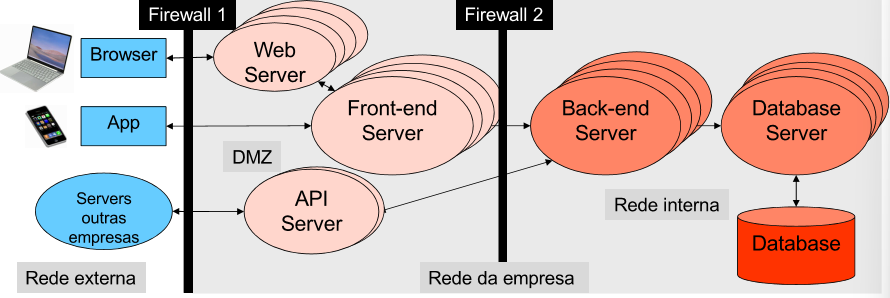 Firewall 1
Firewall 2
Browser
Web
Server
App
Front-end
Server
Back-end
Server
Database
Server
DMZ
Servers
outras
empresas
API
Server
Rede interna
Database
Rede externa
Rede da empresa